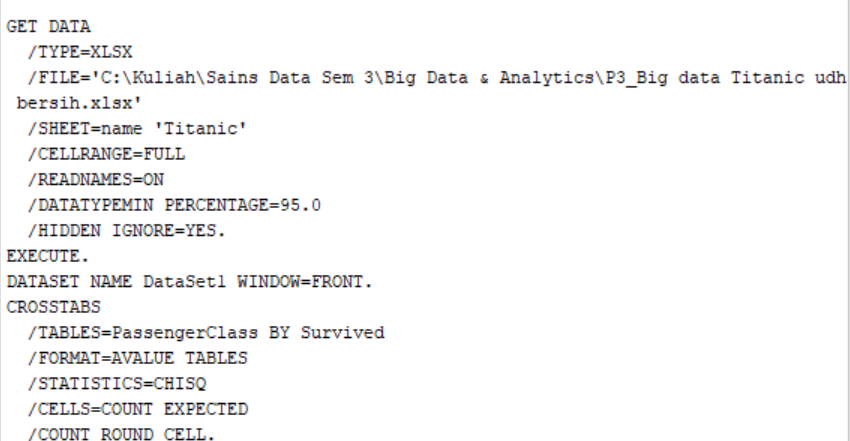 GET DATA
/TYPE=XLSX
/FILE='C:\Kuliah\Sains Data Sem 3\Big Data & Analytics\P3_Big data Titanic udh
bersih.xlsx'
/SHEET=name 'Titanic'
/CELLRANGE=FULL
/READNAMES=ON
/DATATYPEMIN PERCENTAGE=95.0
/HIDDEN IGNORE=YES.
EXECUTE.
DATASET NAME DataSet1 WINDOW=FRONT.
CROSSTABS
/TABLES=PassengerClass BY Survived
/FORMAT=AVALUE TABLES
/STATISTICS=CHISQ
/CELLS=COUNT EXPECTED
/COUNT ROUND CELL.